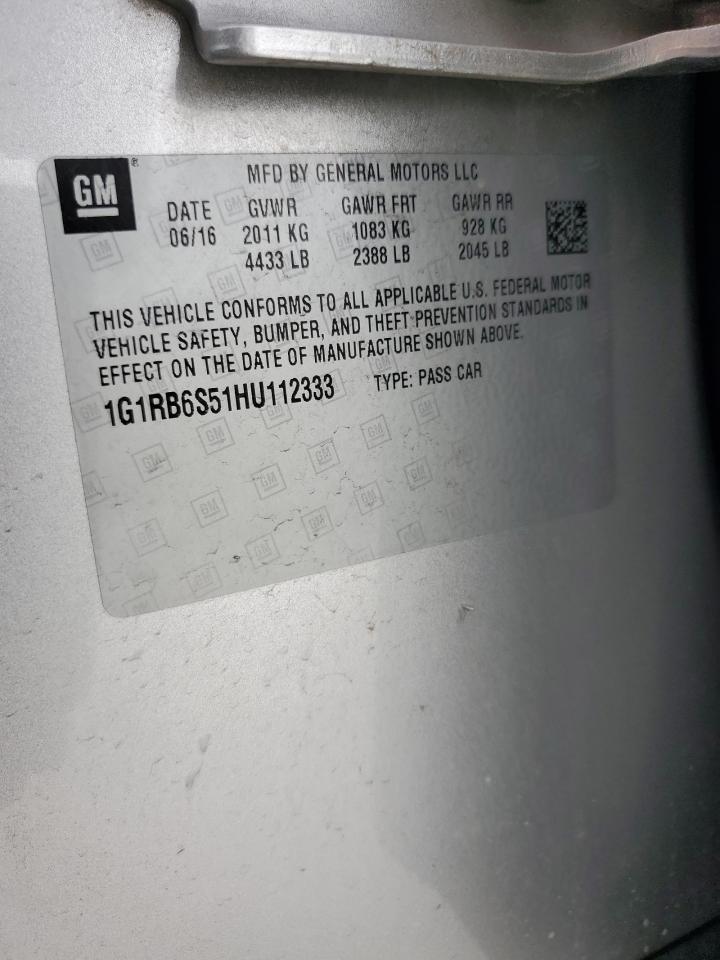 GM
MFD BY GENERAL MOTORS LLC
DATE GVWR GAWR FRT GAWR RR
06/16 2011 KG 1083 KG 928 KG
4433 LB 2388 LB 2045 LB
THIS VEHICLE CONFORMS TO ALL APPLICABLE U.S. FEDERAL MOTOR
VEHICLE SAFETY, BUMPER, AND THEFT PREVENTION STANDARDS IN
EFFECT ON THE DATE OF MANUFACTURE SHOWN ABOVE.
1G1RB6S51HU112333 TYPE: PASS CAR